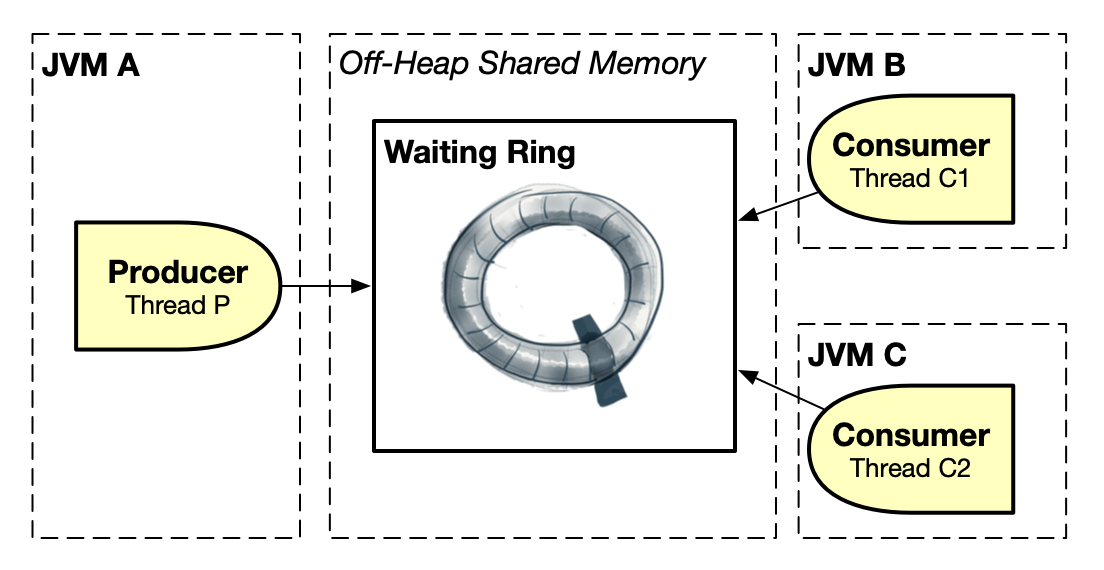 JVM A
Producer
Thread P
Off-Heap Shared Memory
Waiting Ring
JVM B
Consumer
Thread C1
JVM C
Consumer
Thread C2